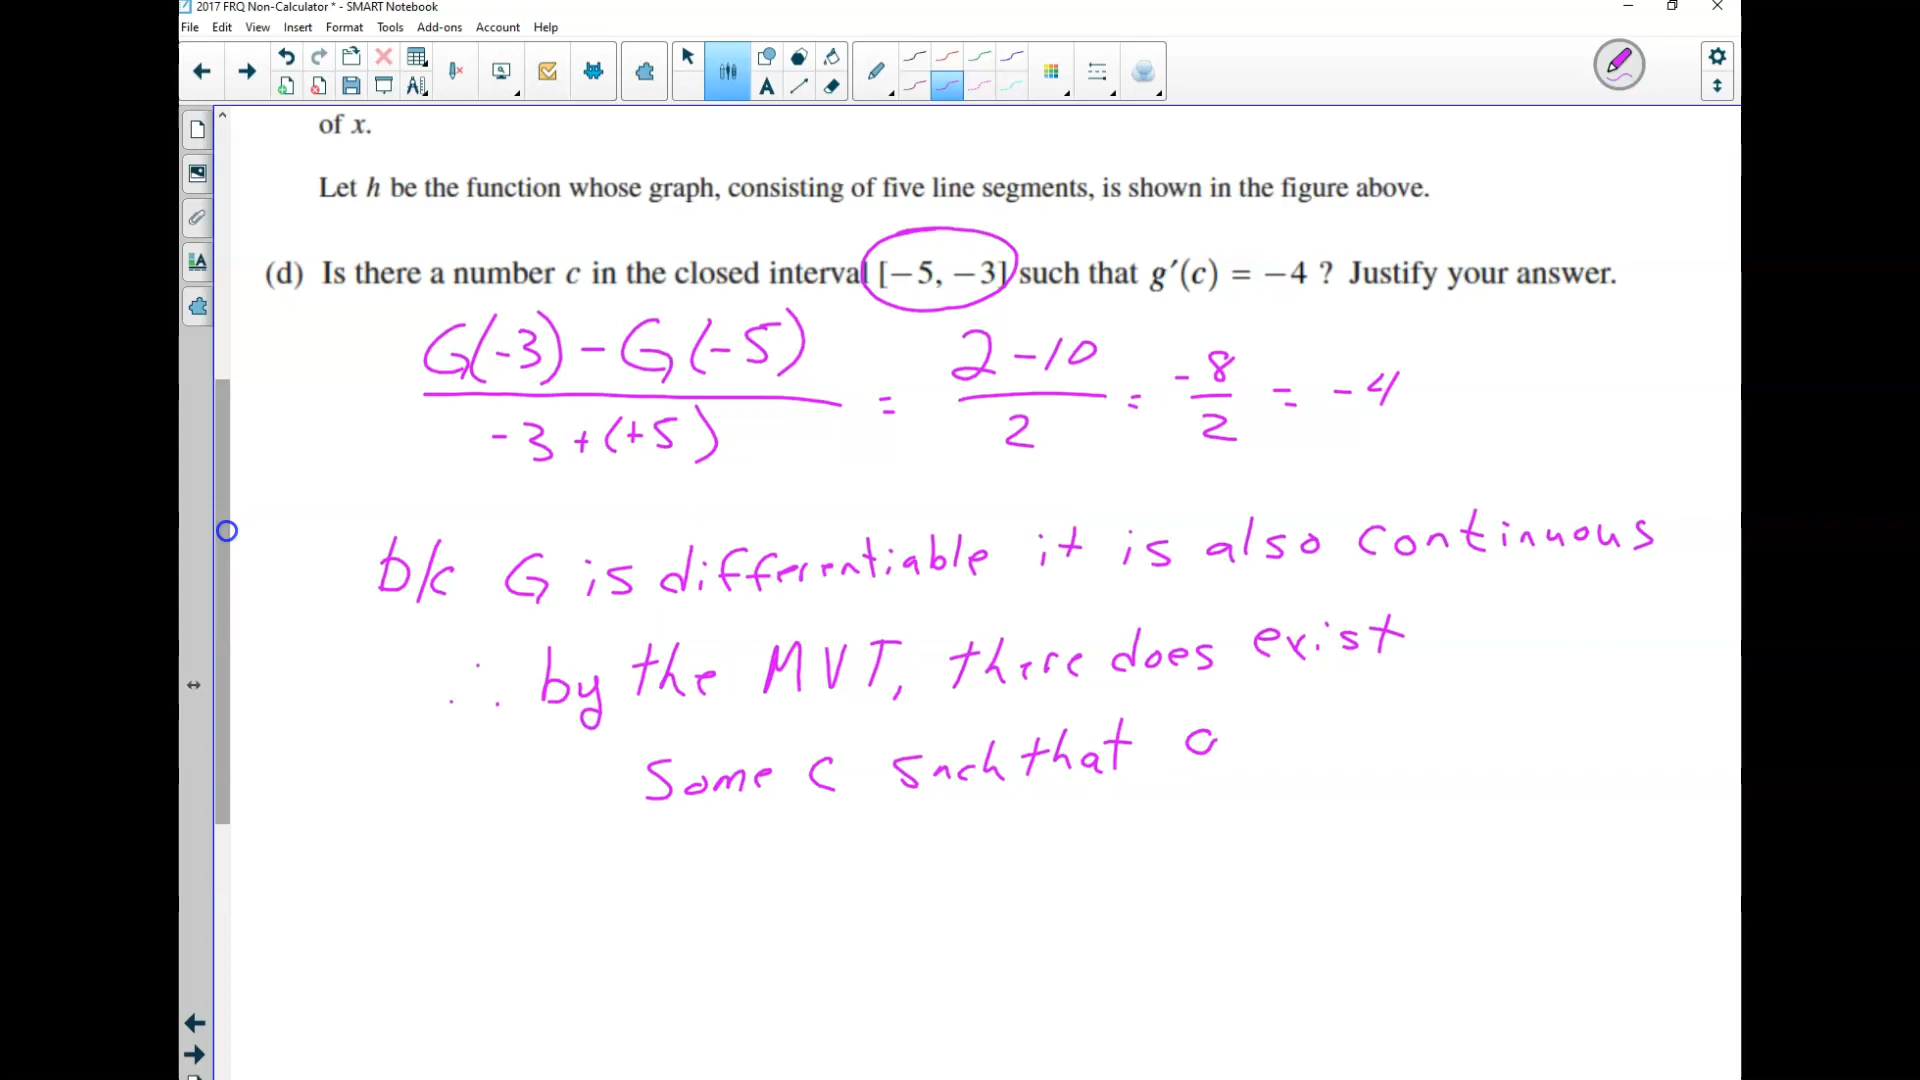 2017 FRQ Non-Calculator * - SMART Notebook
File Edit View Insert Format Tools Add-ons Account Help
of x.
Let h be the function whose graph, consisting of five line segments, is shown in the figure above.
(d) Is there a number c in the closed interval [−5, −3] such that g′(c) = −4 ? Justify your answer.
G(-3) - G(-5) / -3 + (+5) = 2 - 10 / 2 = -8 / 2 = -4
b/c G is differentiable it is also continuous
∴ by the MVT, there does exist
Some c such that